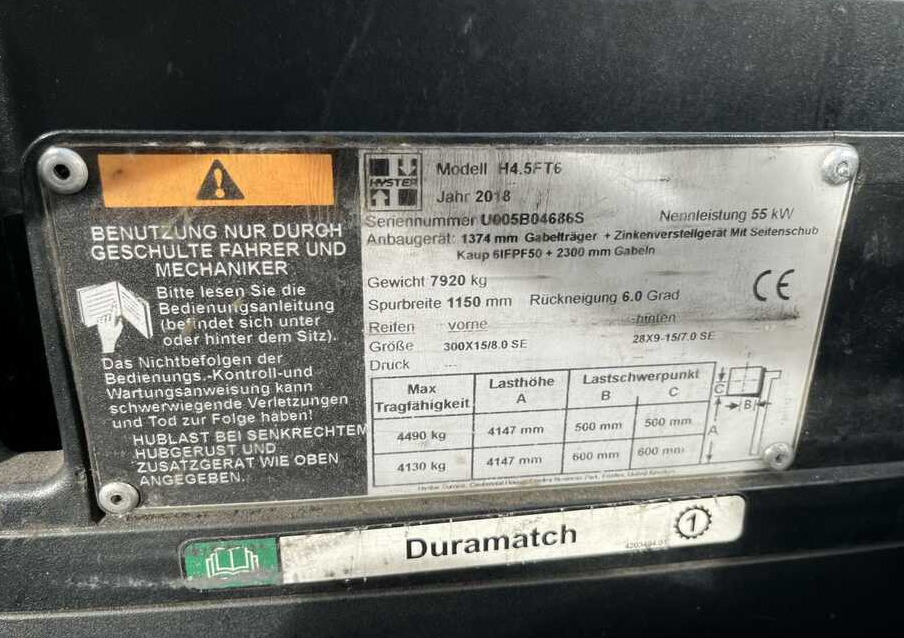 BENUTZUNG NUR DURCH
GESCHULTE FAHRER UND
MECHANIKER
Bitte lesen Sie die
Bedienungsanleitung
(befindet sich unter
oder hinter dem Sitz).
Das Nichtbefolgen der
Bedienungs.-Kontroll-und
Wartungsanweisung kann
schwerwiegende Verletzungen
und Tod zur Folge haben!
HUBLAST BEI SENKRECHTEM
HUBGERUST UND
ZUSATZGERAT WIE OBEN
ANGEGEBEN.
HYSTER
Modell H4.5FT6
Jahr 2018
Seriennummer U005B04686S Nennleistung 55 kW
Anbaugerät: 1374 mm Gabelträger + Zinkenverstellgerät Mit Seitenschub
Kaup 6IFPF50 + 2300 mm Gabeln
Gewicht 7920 kg
CE
Spurbreite 1150 mm Rückneigung 6.0 Grad
Reifen vorne hinten
Größe 300X15/8.0 SE 28X9-15/7.0 SE
Druck --- ---
Max Tragfähigkeit Lasthöhe A Lastschwerpunkt B C
4490 kg 4147 mm 500 mm 500 mm
4130 kg 4147 mm 600 mm 600 mm
C
B
A
Duramatch
1